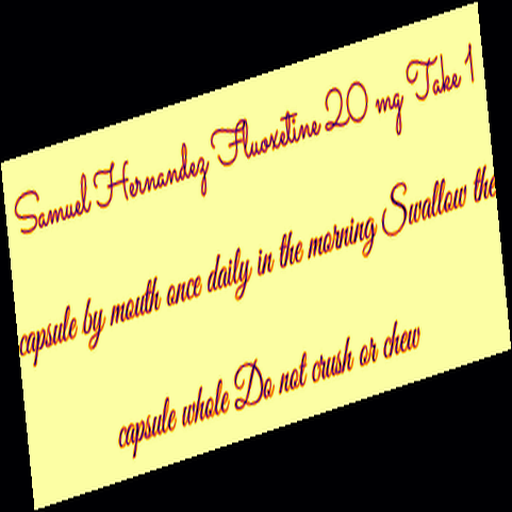 Samuel Hernandez Fluoxetine 20 mg Take 1
capsule by mouth once daily in the morning Swallow the
capsule whole Do not crush or chew